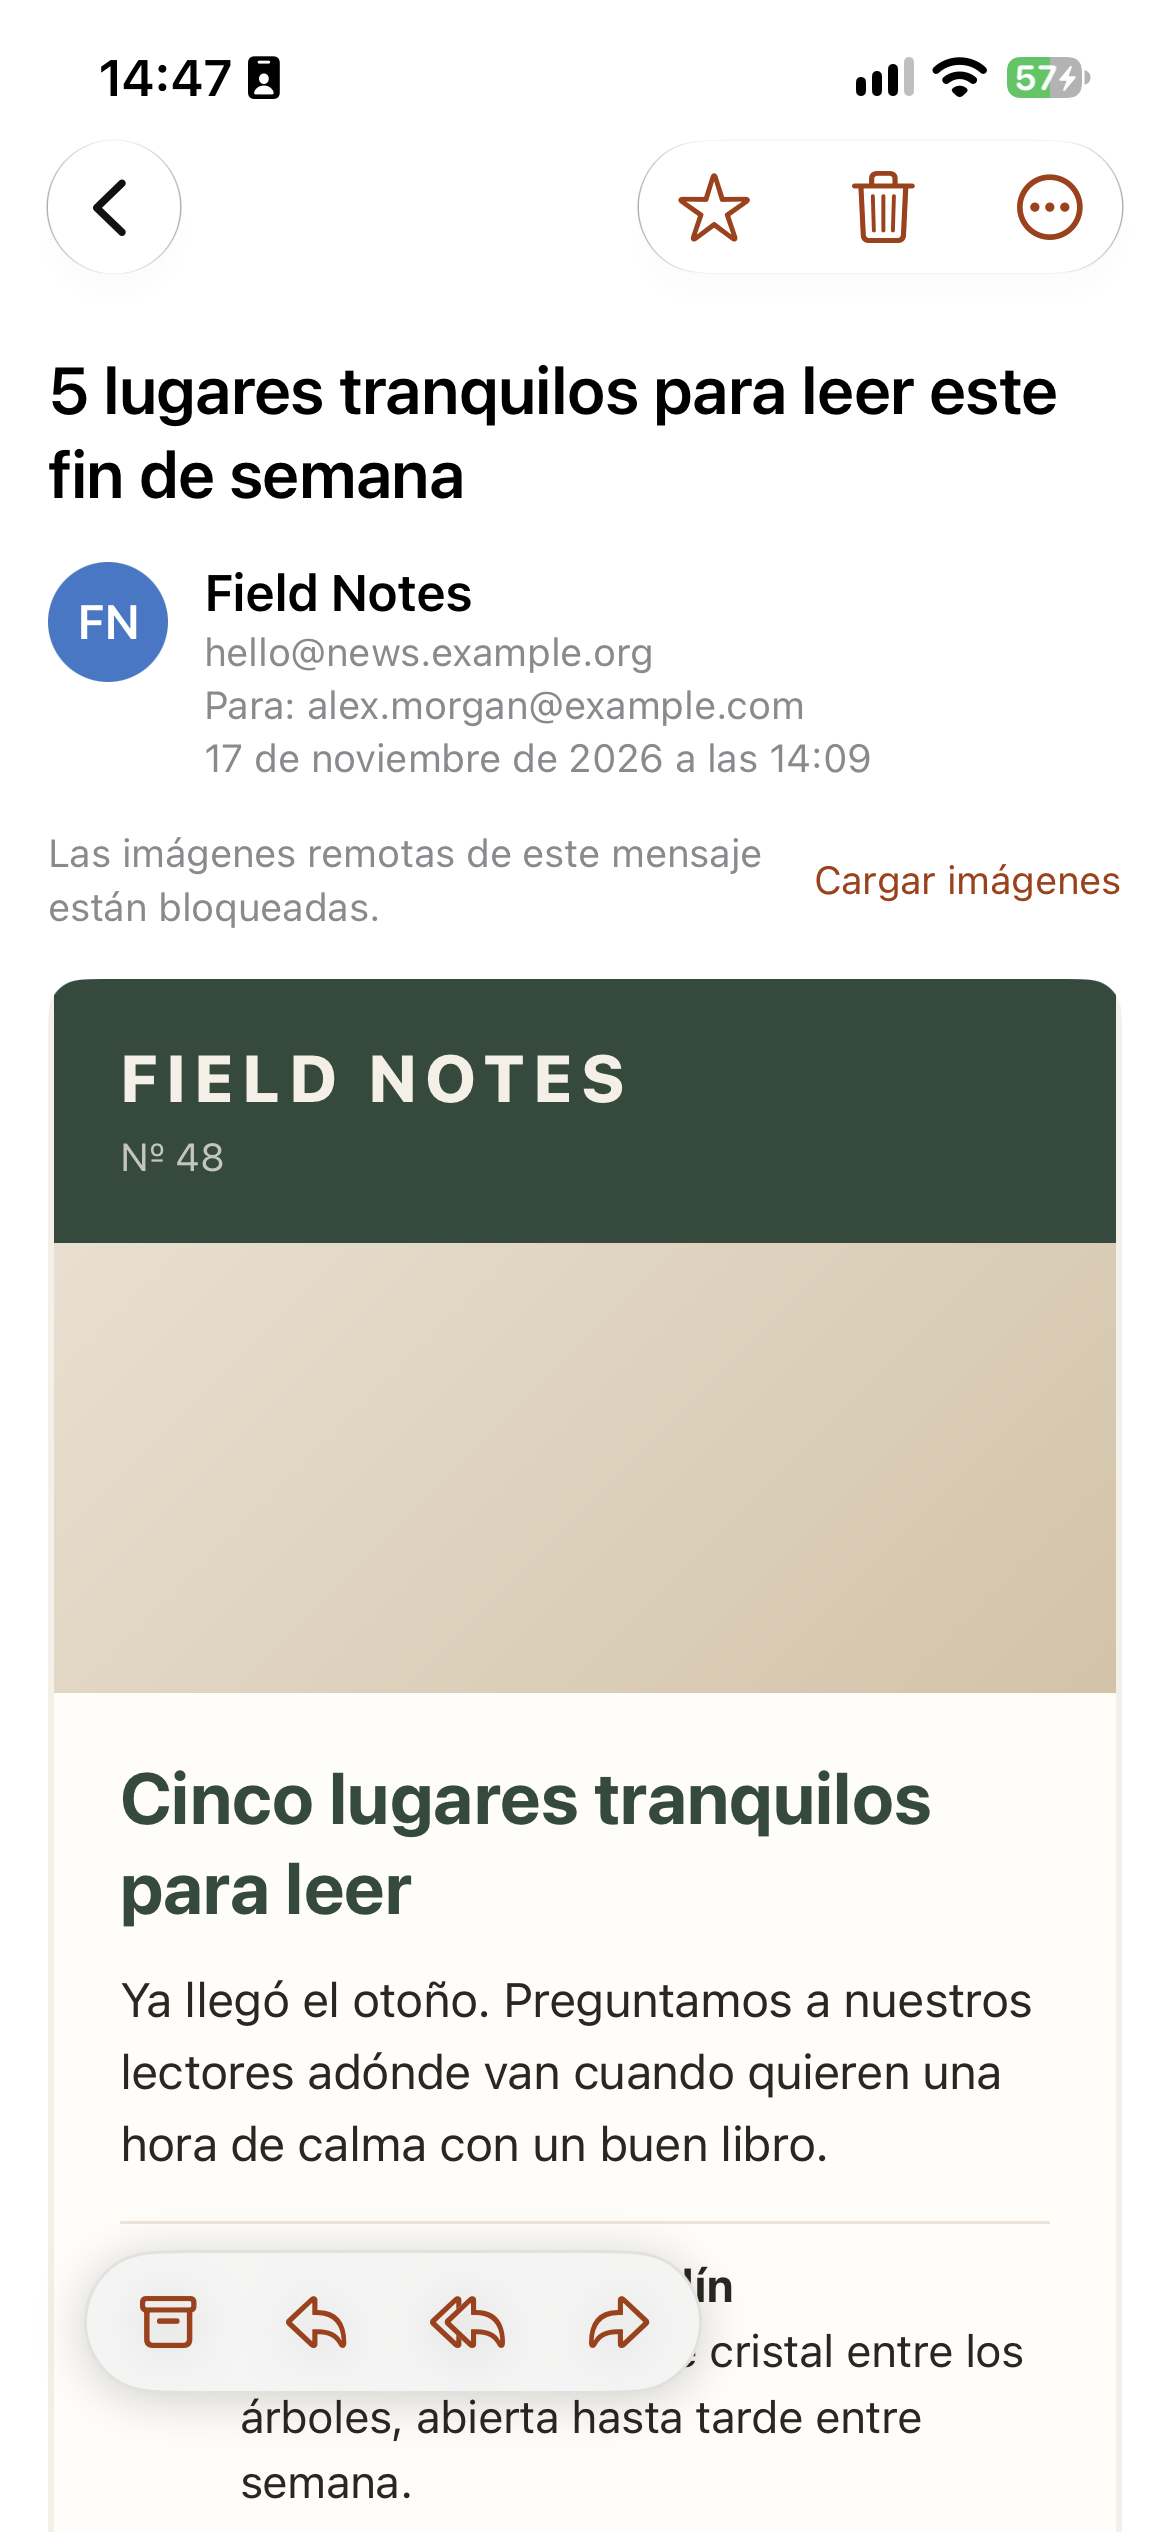 14:47
57
5 lugares tranquilos para leer este
fin de semana
FN
Field Notes
hello@news.example.org
Para: alex.morgan@example.com
17 de noviembre de 2026 a las 14:09
Las imágenes remotas de este mensaje
están bloqueadas.
Cargar imágenes
FIELD NOTES
Nº 48
Cinco lugares tranquilos
para leer
Ya llegó el otoño. Preguntamos a nuestros
lectores adónde van cuando quieren una
hora de calma con un buen libro.
cristal entre los
árboles, abierta hasta tarde entre
semana.